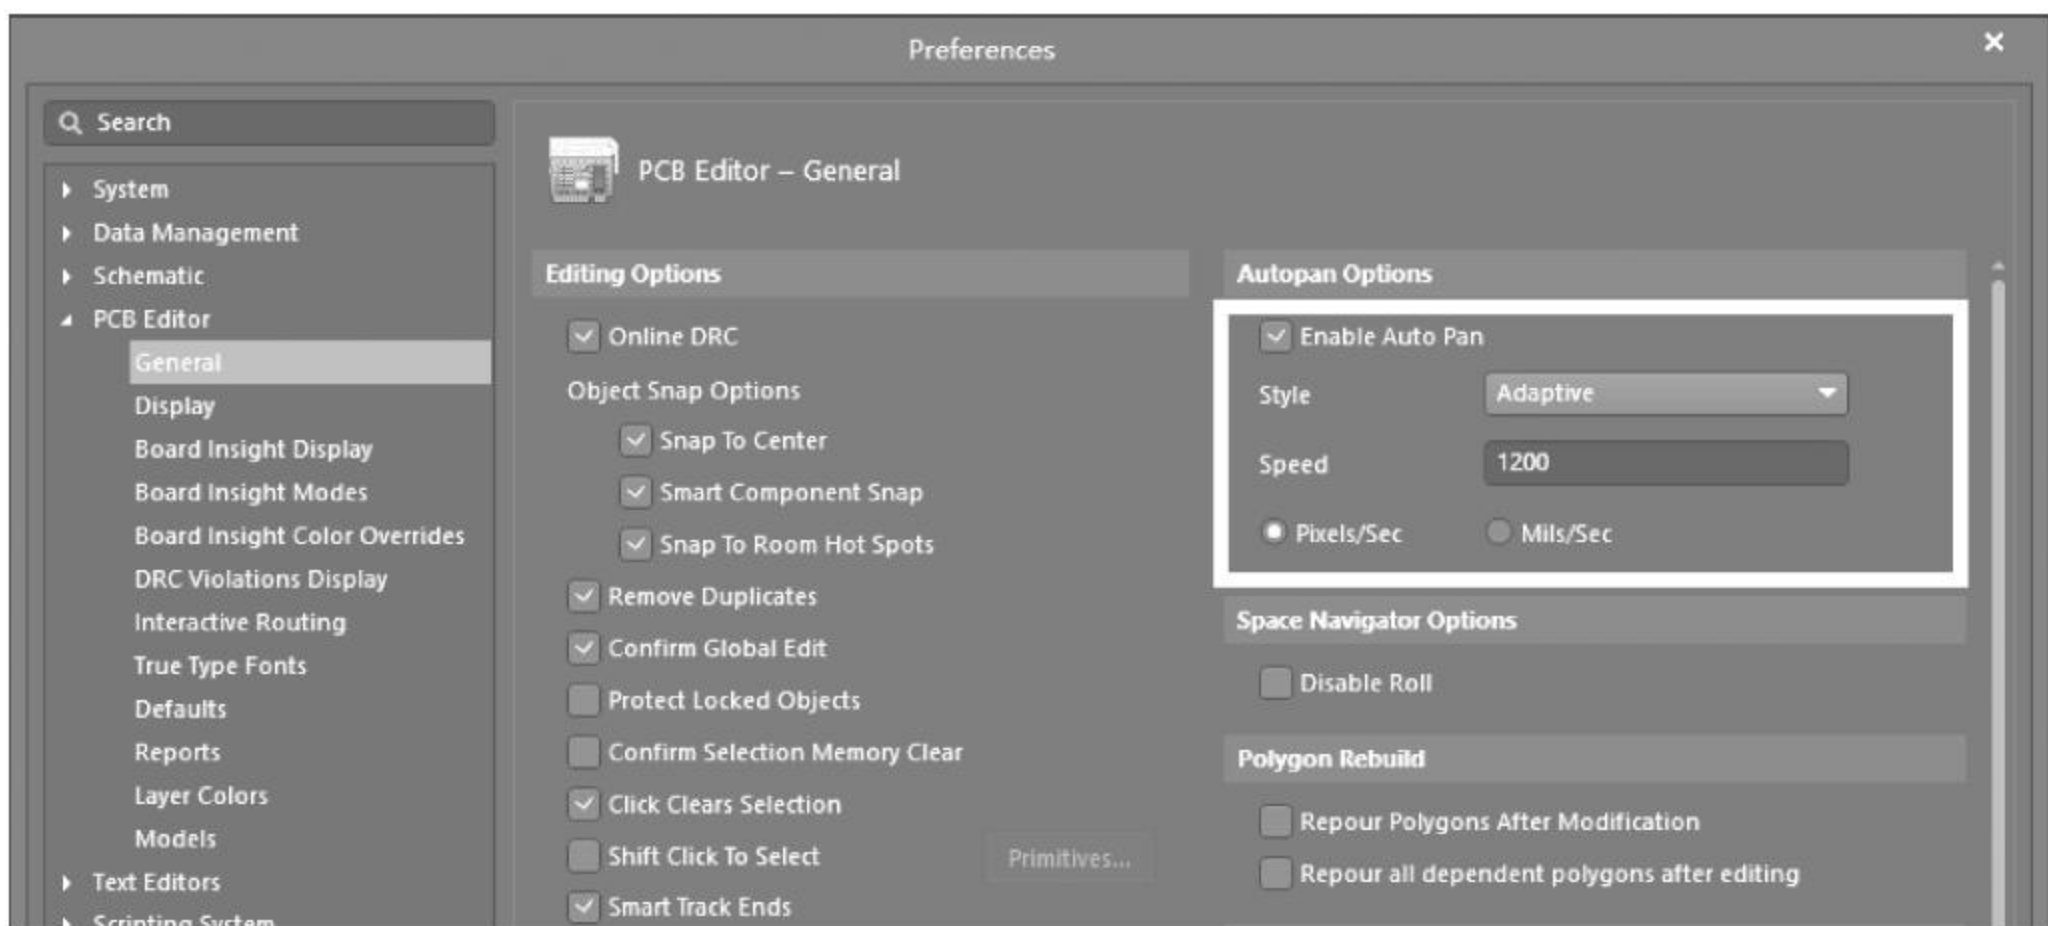 Preferences
Search
System
Data Management
Schematic
PCB Editor
General
Display
Board Insight Display
Board Insight Modes
Board Insight Color Overrides
DRC Violations Display
Interactive Routing
True Type Fonts
Defaults
Reports
Layer Colors
Models
Text Editors
Scripting System
PCB Editor – General
Editing Options
Online DRC
Object Snap Options
Snap To Center
Smart Component Snap
Snap To Room Hot Spots
Remove Duplicates
Confirm Global Edit
Protect Locked Objects
Confirm Selection Memory Clear
Click Clears Selection
Shift Click To Select
Primitives...
Smart Track Ends
Autopan Options
Enable Auto Pan
Style Adaptive
Speed 1200
Pixels/Sec Mils/Sec
Space Navigator Options
Disable Roll
Polygon Rebuild
Repour Polygons After Modification
Repour all dependent polygons after editing